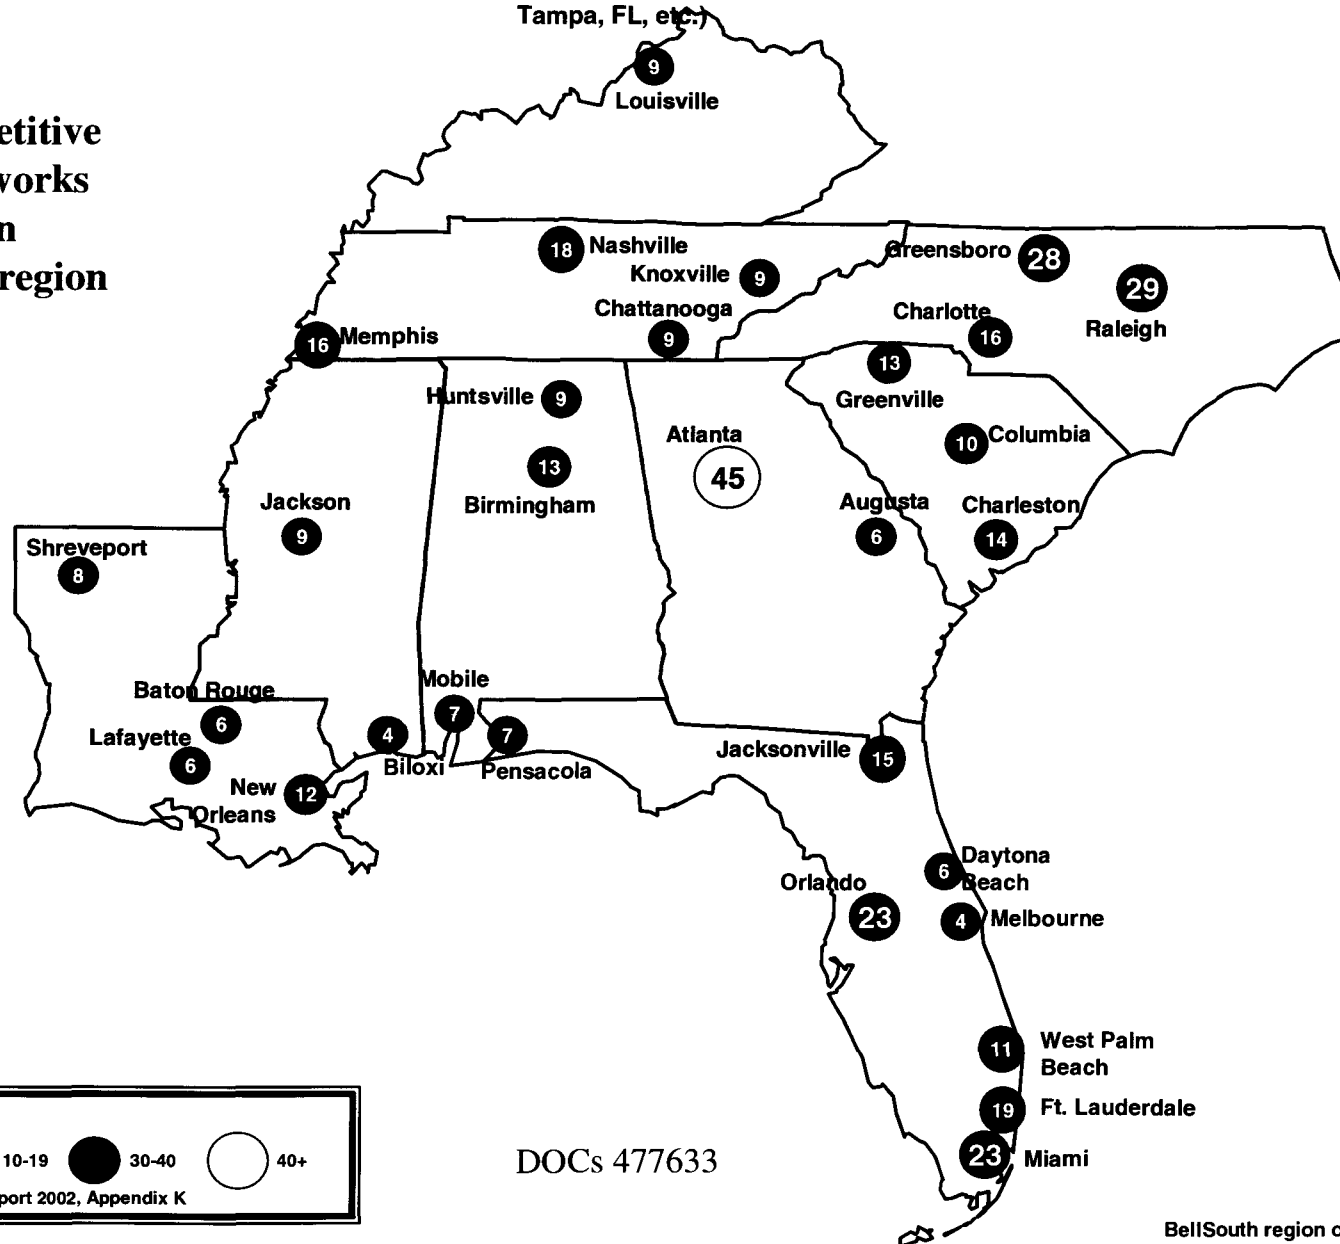 Tampa, FL, etc.)
9
Louisville
etitive
works
n
region
18 Nashville
Knoxville 9
Chattanooga
9
Greensboro 28
29
Raleigh
Charlotte
16
16 Memphis
13
Greenville
Huntsville 9
13
Birmingham
Atlanta
45
10 Columbia
Augusta
6
Charleston
14
Jackson
9
Shreveport
8
Baton Rouge
6
Lafayette
6
New
Orleans
12
4
Biloxi
Mobile
7
7
Pensacola
Jacksonville
15
Daytona
Beach
6
Orlando
23
4 Melbourne
11
West Palm
Beach
19 Ft. Lauderdale
23 Miami
10-19 30-40 40+
port 2002, Appendix K
DOCs 477633
BellSouth region